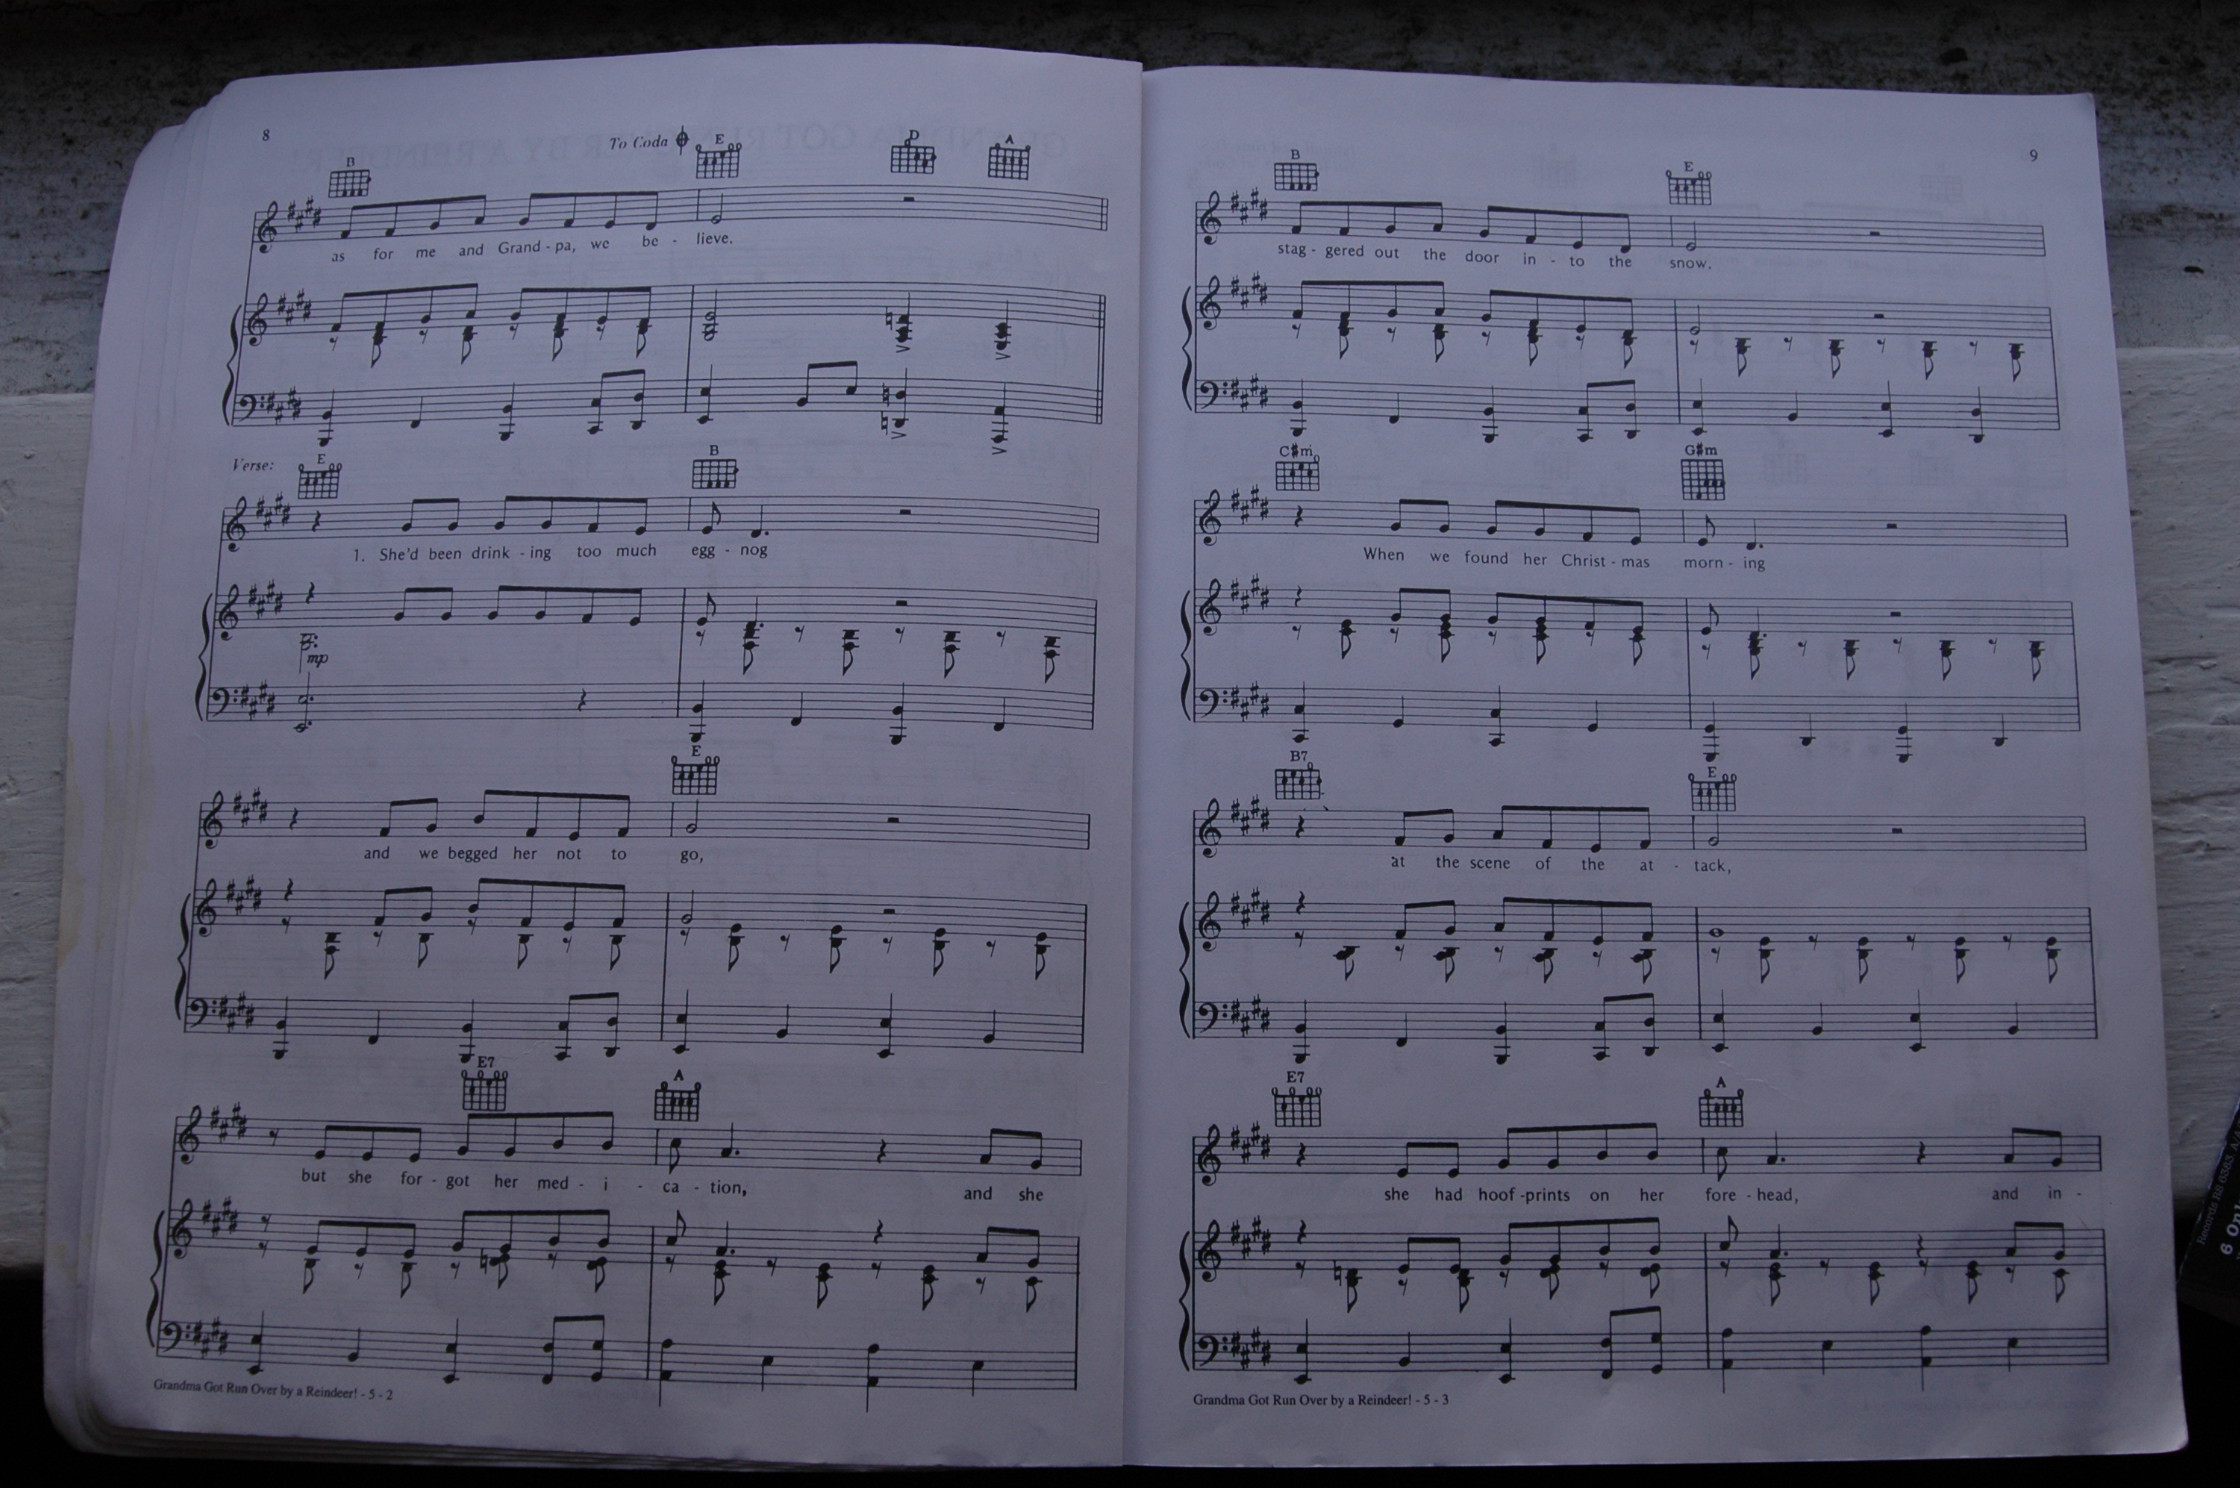 8
To Coda E D A
B
as for me and Grand - pa, we be - lieve.
Verse: E B
1. She'd been drink - ing too much egg - nog
mp
E
and we begged her not to go,
E7 A
but she for - got her med - i - ca - tion, and she
Grandma Got Run Over by a Reindeer! - 5 - 2
9
B E
stag - gered out the door in - to the snow.
C#m G#m
When we found her Christ - mas morn - ing
B7 E
at the scene of the at - tack,
E7 A
she had hoof - prints on her fore - head, and in -
Grandma Got Run Over by a Reindeer! - 5 - 3